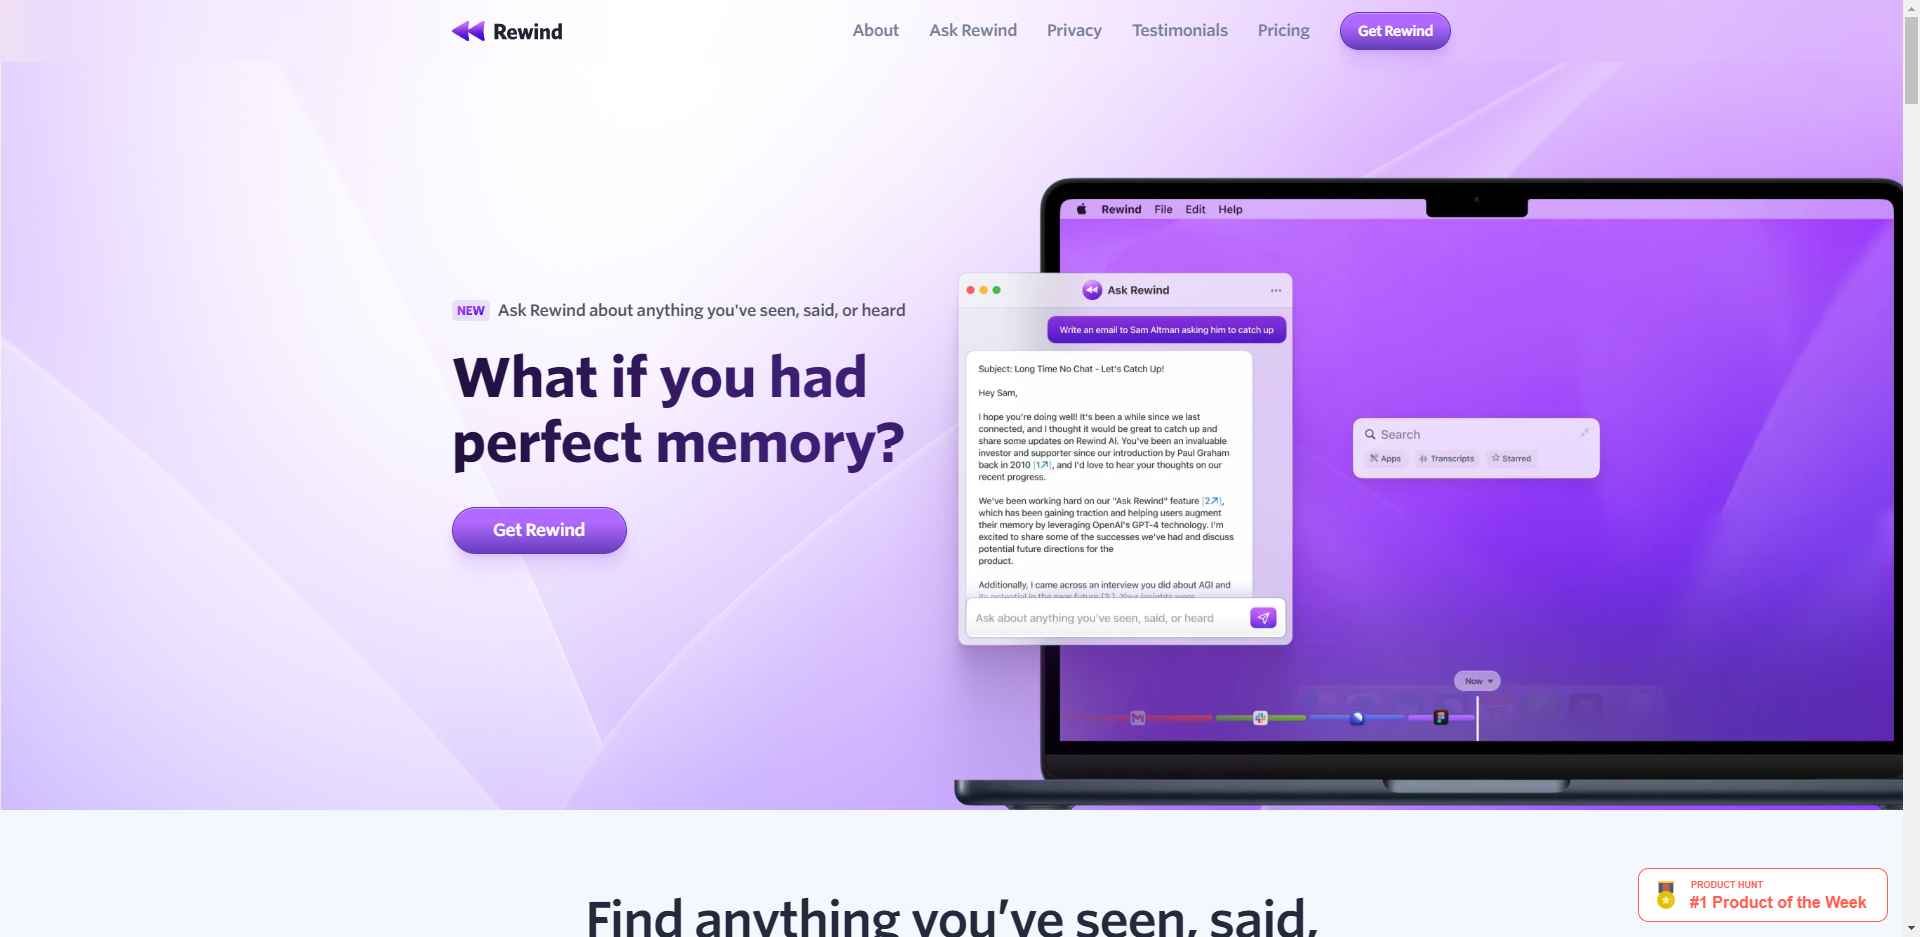 Rewind
About
Ask Rewind
Privacy
Testimonials
Pricing
Get Rewind
NEW Ask Rewind about anything you've seen, said, or heard
What if you had
perfect memory?
Get Rewind
Rewind File Edit Help
Ask Rewind
Write an email to Sam Altman asking him to catch up
Subject: Long Time No Chat - Let's Catch Up!
Hey Sam,
I hope you're doing well! It's been a while since we last
connected, and I thought it would be great to catch up and
share some updates on Rewind AI. You've been an invaluable
investor and supporter since our introduction by Paul Graham
back in 2010 [1↗], and I'd love to hear your thoughts on our
recent progress.
We've been working hard on our "Ask Rewind" feature [2↗],
which has been gaining traction and helping users augment
their memory by leveraging OpenAI's GPT-4 technology. I'm
excited to share some of the successes we've had and discuss
potential future directions for the
product.
Additionally, I came across an interview you did about AGI and
its potential in the near future [3]. Your insights were
Ask about anything you've seen, said, or heard
Search
Apps
Transcripts
Starred
Now
Find anything you've seen, said,
PRODUCT HUNT
#1 Product of the Week